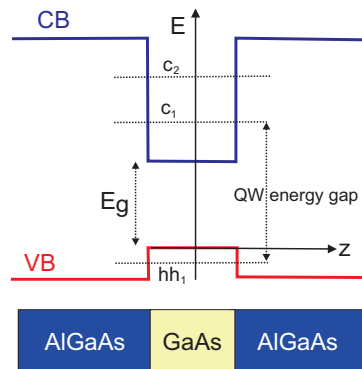 CB
E
c₂
c₁
Eg
QW energy gap
z
VB
hh₁
AlGaAs
GaAs
AlGaAs